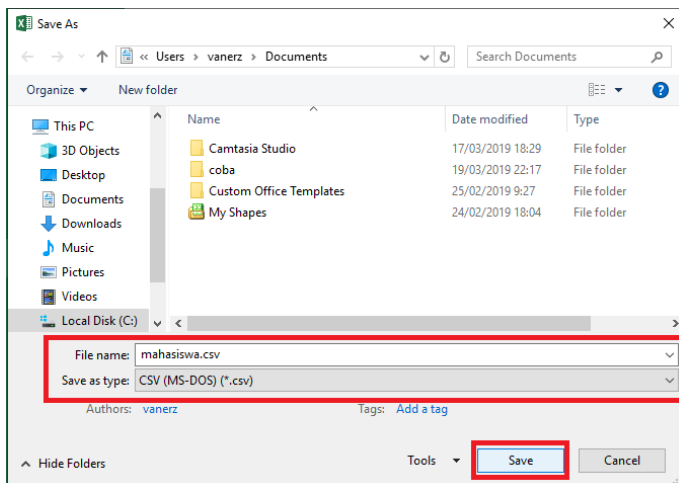 Save As
« Users › vanerz › Documents
Search Documents
Organize
New folder
Name
Date modified
Type
This PC
3D Objects
Desktop
Documents
Downloads
Music
Pictures
Videos
Local Disk (C:)
Camtasia Studio 17/03/2019 18:29 File folder
coba 19/03/2019 22:17 File folder
Custom Office Templates 25/02/2019 9:27 File folder
My Shapes 24/02/2019 18:04 File folder
File name: mahasiswa.csv
Save as type: CSV (MS-DOS) (*.csv)
Authors: vanerz Tags: Add a tag
Hide Folders Tools Save Cancel